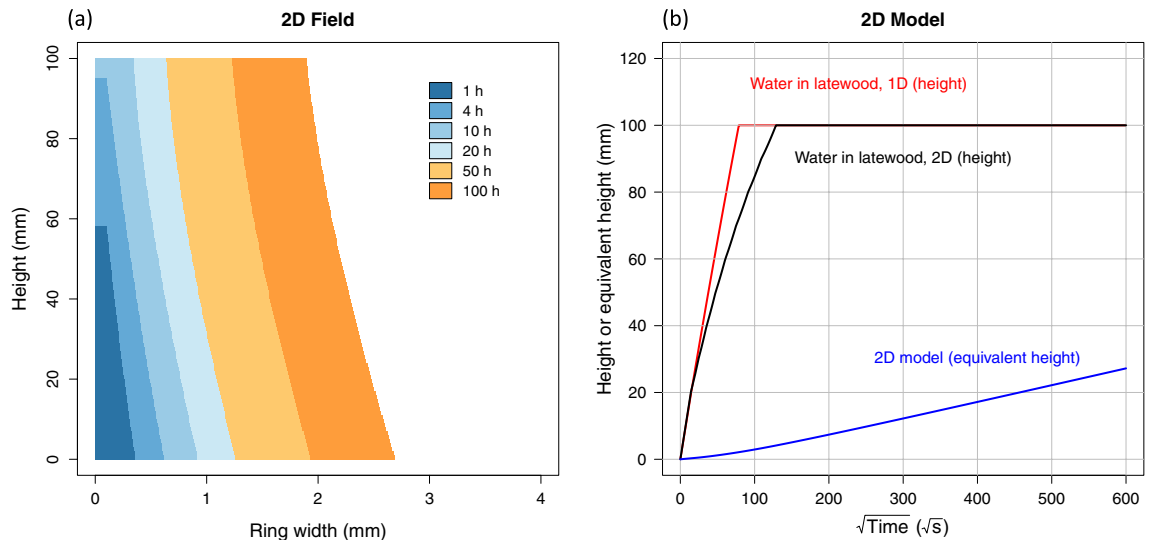 (a)
2D Field
Height (mm)
100
80
60
40
20
0
1 h
4 h
10 h
20 h
50 h
100 h
0 1 2 3 4
Ring width (mm)
(b)
2D Model
Height or equivalent height (mm)
120
100
80
60
40
20
0
Water in latewood, 1D (height)
Water in latewood, 2D (height)
2D model (equivalent height)
0 100 200 300 400 500 600
√Time (√s)